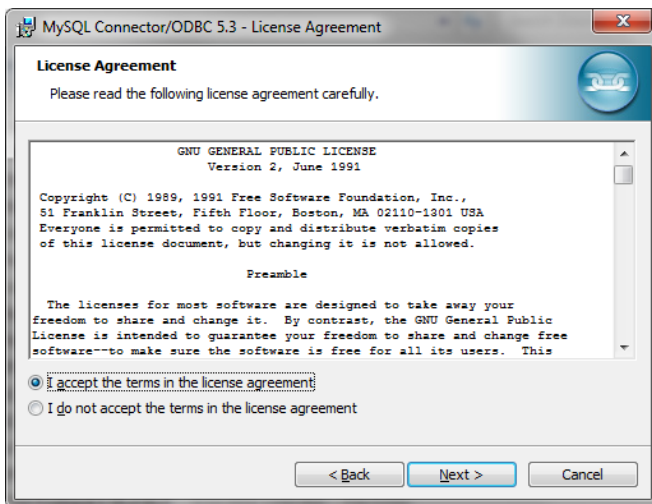 MySQL Connector/ODBC 5.3 - License Agreement
License Agreement
Please read the following license agreement carefully.
GNU GENERAL PUBLIC LICENSE
Version 2, June 1991
Copyright (C) 1989, 1991 Free Software Foundation, Inc.,
51 Franklin Street, Fifth Floor, Boston, MA 02110-1301 USA
Everyone is permitted to copy and distribute verbatim copies
of this license document, but changing it is not allowed.
Preamble
The licenses for most software are designed to take away your
freedom to share and change it.  By contrast, the GNU General Public
License is intended to guarantee your freedom to share and change free
software--to make sure the software is free for all its users.  This
I accept the terms in the license agreement
I do not accept the terms in the license agreement
< Back
Next >
Cancel